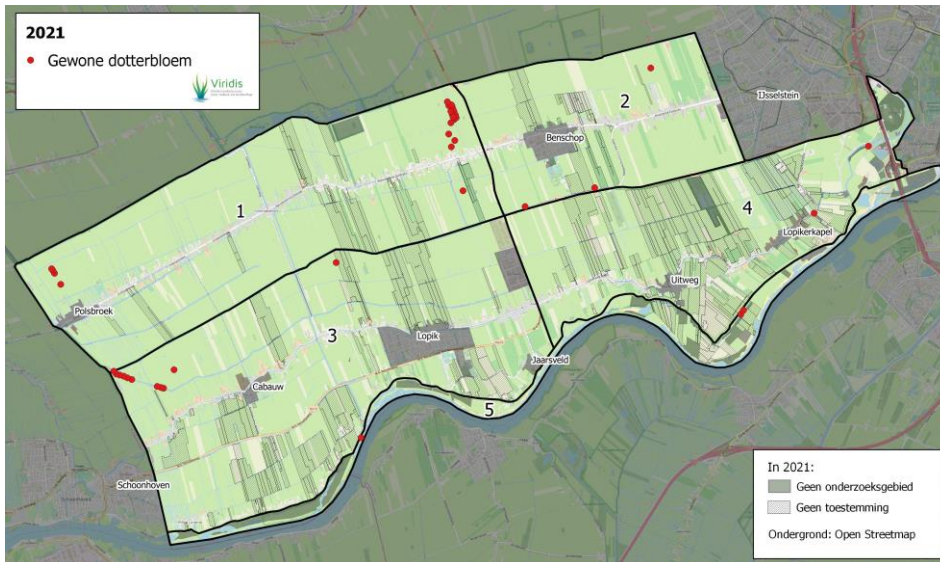 2021
Gewone dotterbloem
Viridis
IJsselstein
2
Benschop
1
4
Lopikerkapel
Uitweg
Polsbroek
3
Lopik
Jaarsveld
Cabauw
5
Schoonhoven
In 2021:
Geen onderzoeksgebied
Geen toestemming
Ondergrond: Open Streetmap